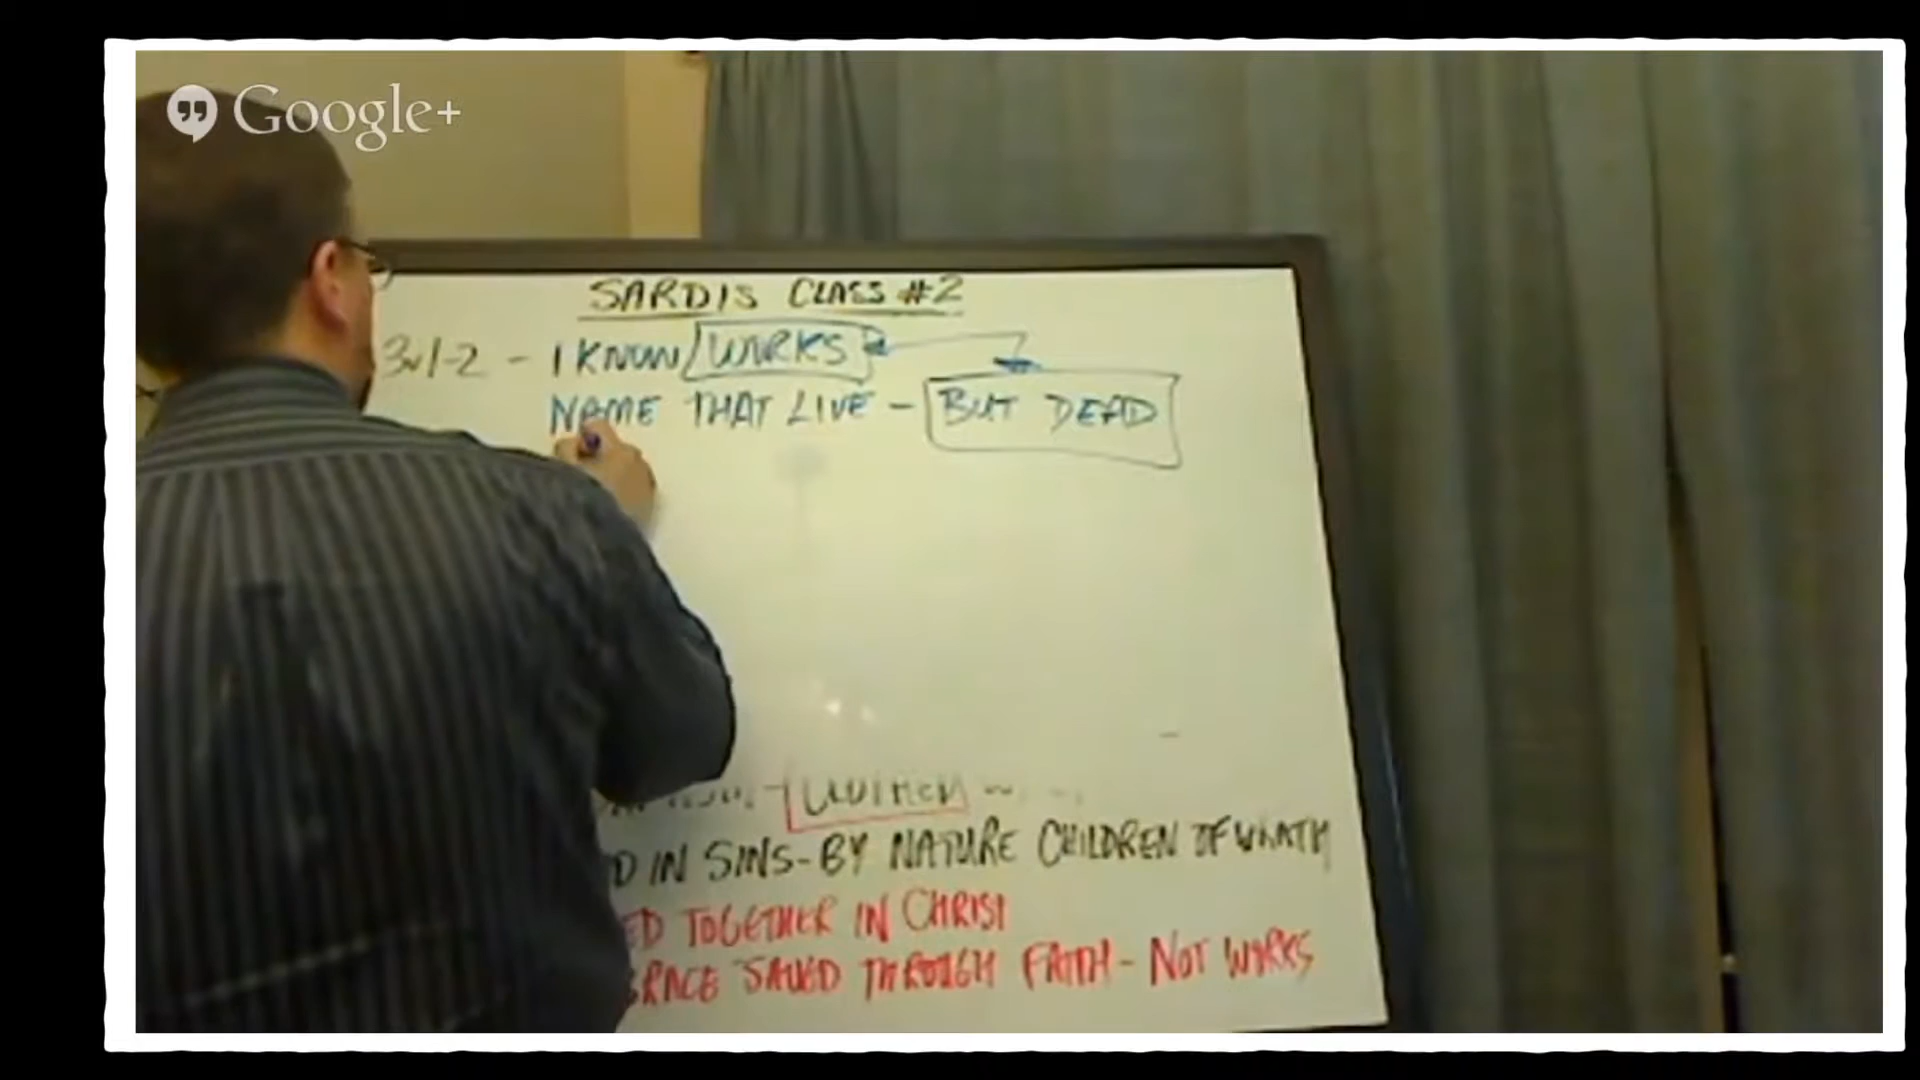 Google+
SARDIS CLASS #2
3v1-2 - I KNOW WORKS
NAME THAT LIVE - BUT DEAD
D IN SINS-BY NATURE CHILDREN OF WRATH
ED TOGETHER IN CHRIST
GRACE SAVED THROUGH FAITH - NOT WORKS